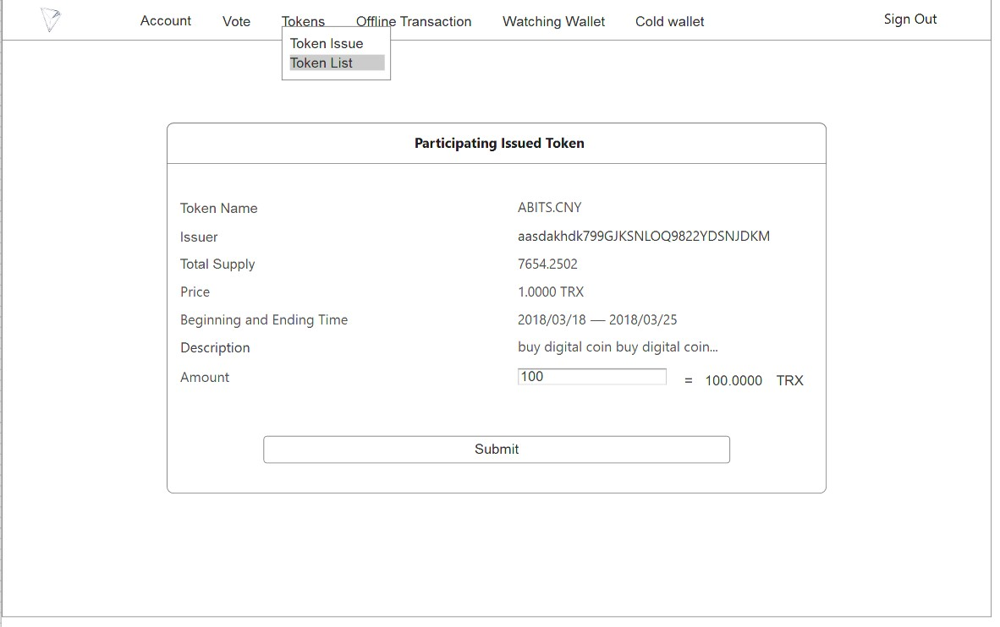 Account Vote Tokens Offline Transaction Watching Wallet Cold wallet Sign Out
Token Issue
Token List
Participating Issued Token
Token Name ABITS.CNY
Issuer aasdakhdk799GJKSNLOQ9822YDSNJDKM
Total Supply 7654.2502
Price 1.0000 TRX
Beginning and Ending Time 2018/03/18 — 2018/03/25
Description buy digital coin buy digital coin...
Amount 100 = 100.0000 TRX
Submit